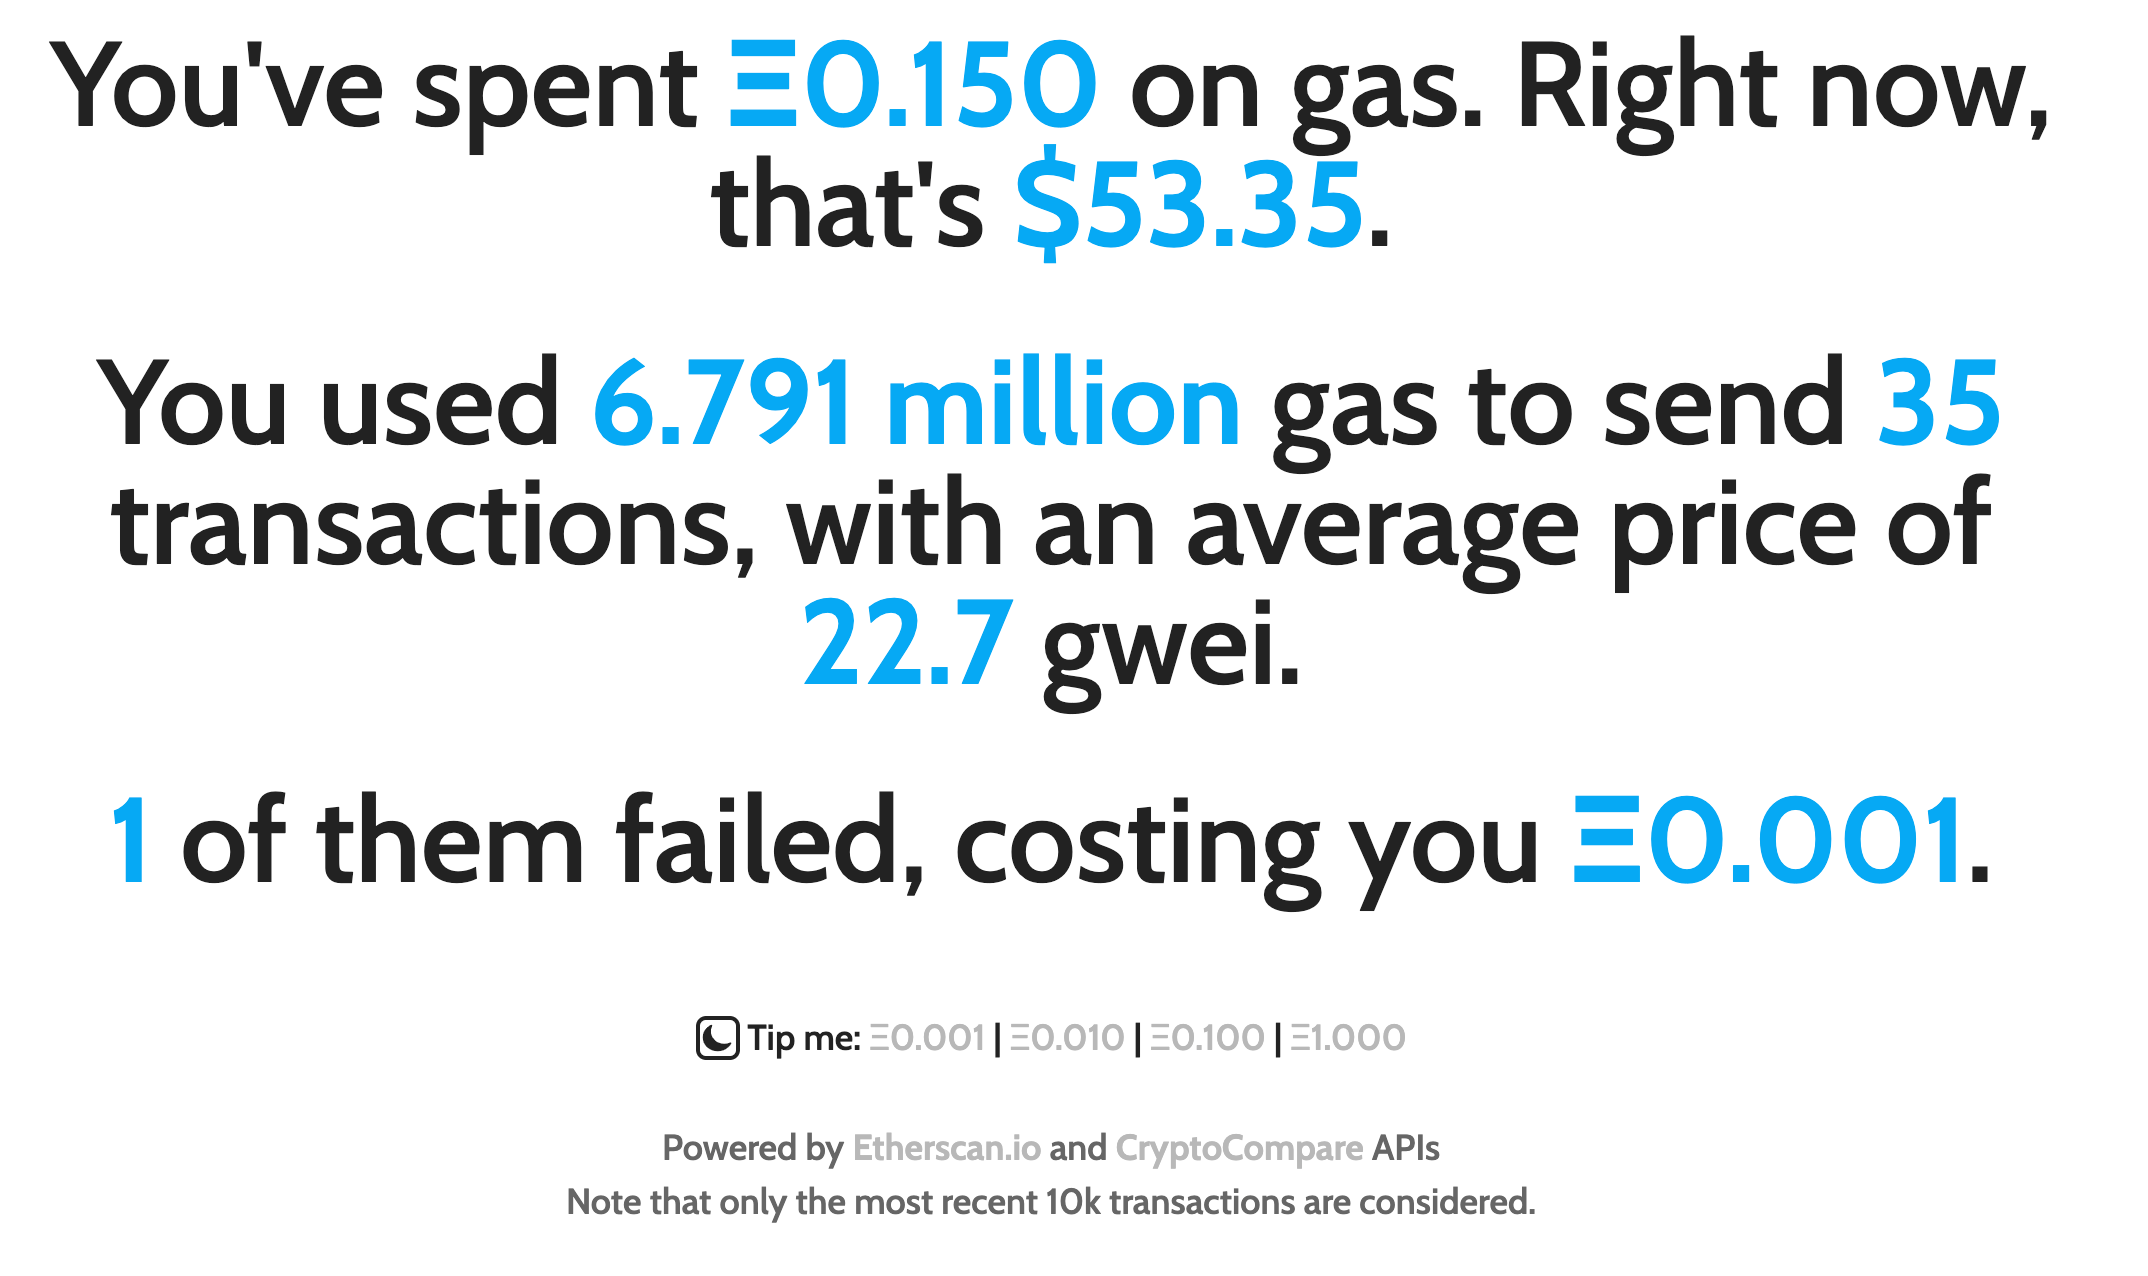 You've spent Ξ0.150 on gas. Right now,
that's $53.35.
You used 6.791 million gas to send 35
transactions, with an average price of
22.7 gwei.
1 of them failed, costing you Ξ0.001.
Tip me: Ξ0.001 | Ξ0.010 | Ξ0.100 | Ξ1.000
Powered by Etherscan.io and CryptoCompare APIs
Note that only the most recent 10k transactions are considered.